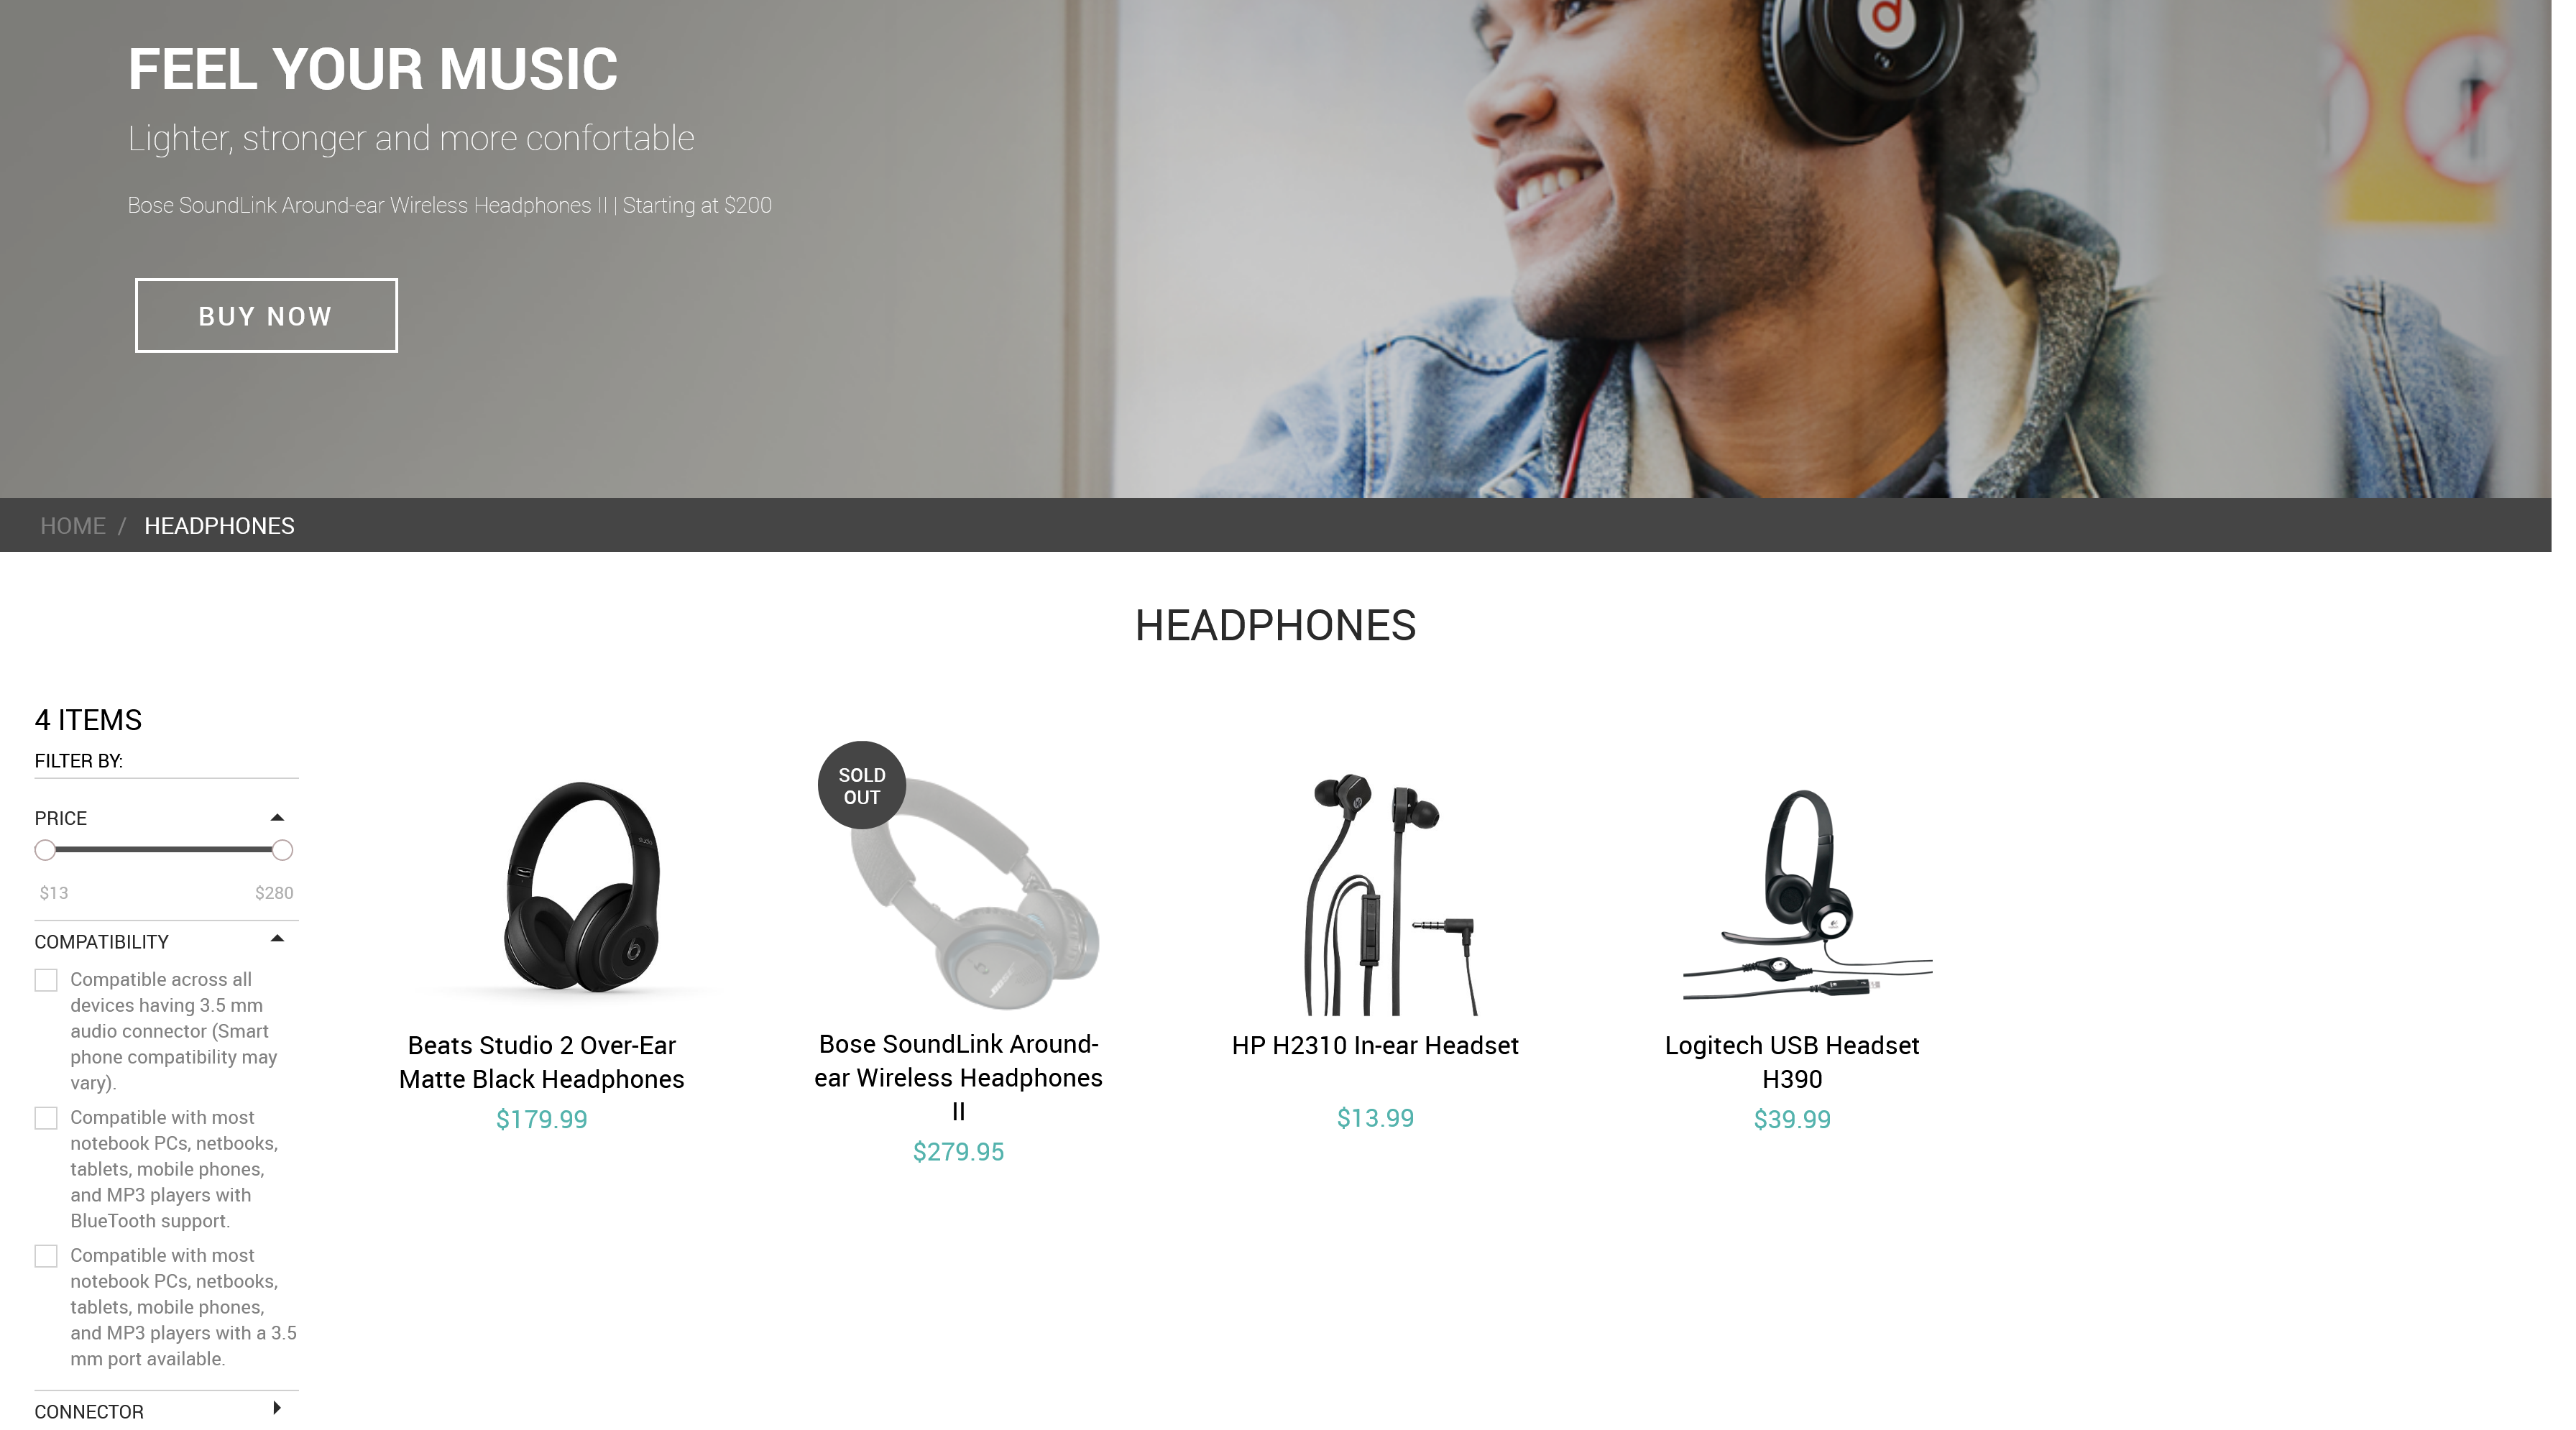 FEEL YOUR MUSIC
Lighter, stronger and more confortable
Bose SoundLink Around-ear Wireless Headphones II | Starting at $200
BUY NOW
HOME / HEADPHONES
HEADPHONES
4 ITEMS
FILTER BY:
PRICE
$13 $280
COMPATIBILITY
Compatible across all
devices having 3.5 mm
audio connector (Smart
phone compatibility may
vary).
Compatible with most
notebook PCs, netbooks,
tablets, mobile phones,
and MP3 players with
BlueTooth support.
Compatible with most
notebook PCs, netbooks,
tablets, mobile phones,
and MP3 players with a 3.5
mm port available.
CONNECTOR
studio
Beats Studio 2 Over-Ear
Matte Black Headphones
$179.99
SOLD
OUT
BOSE
Bose SoundLink Around-
ear Wireless Headphones
II
$279.95
HP H2310 In-ear Headset
$13.99
Logitech USB Headset
H390
$39.99